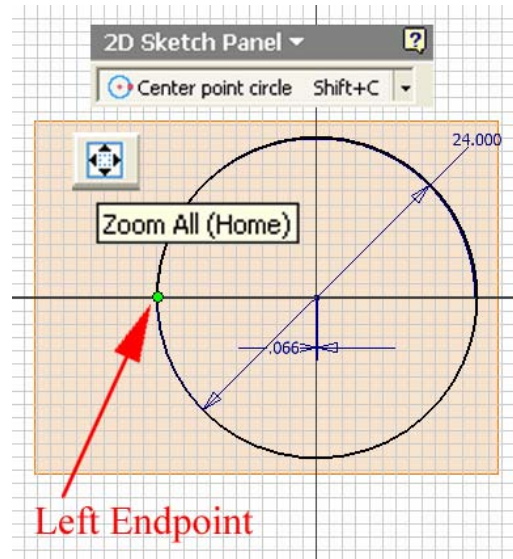 2D Sketch Panel
?
Center point circle Shift+C
24.000
Zoom All (Home)
.066
Left Endpoint